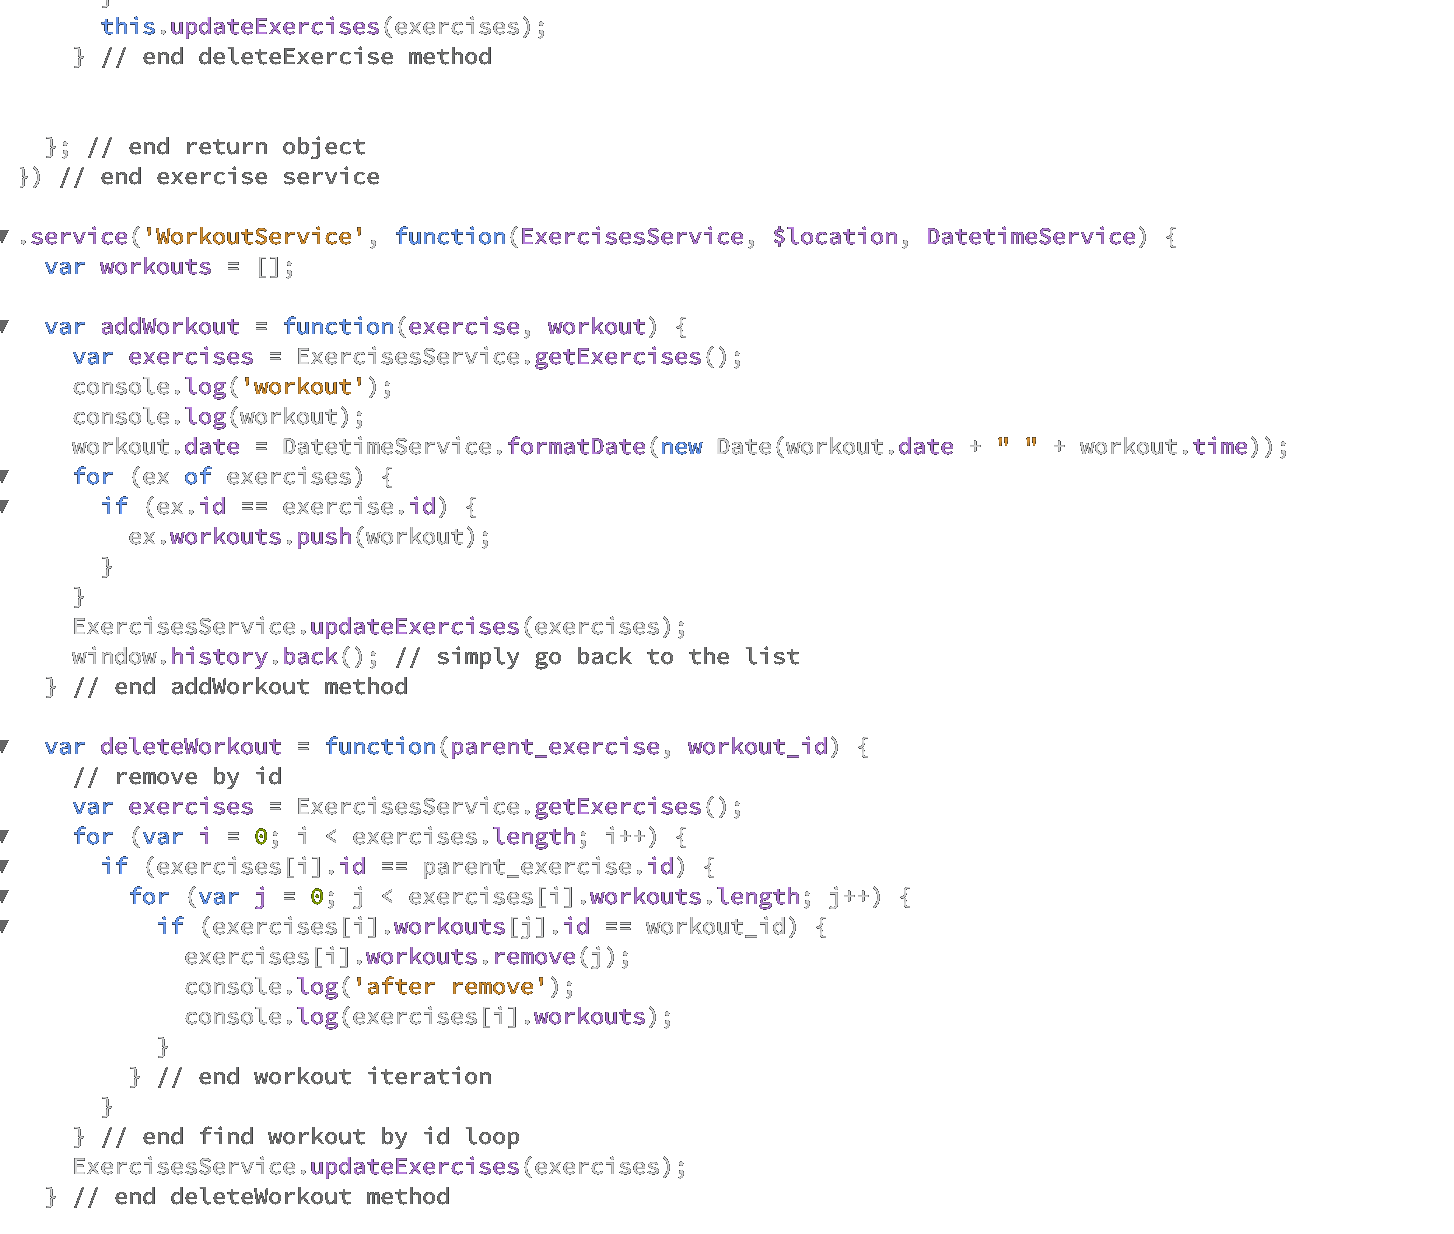 }
this.updateExercises(exercises);
} // end deleteExercise method
}; // end return object
}) // end exercise service
.service('WorkoutService', function(ExercisesService, $location, DatetimeService) {
var workouts = [];
var addWorkout = function(exercise, workout) {
var exercises = ExercisesService.getExercises();
console.log('workout');
console.log(workout);
workout.date = DatetimeService.formatDate(new Date(workout.date + " " + workout.time));
for (ex of exercises) {
if (ex.id == exercise.id) {
ex.workouts.push(workout);
}
}
ExercisesService.updateExercises(exercises);
window.history.back(); // simply go back to the list
} // end addWorkout method
var deleteWorkout = function(parent_exercise, workout_id) {
// remove by id
var exercises = ExercisesService.getExercises();
for (var i = 0; i < exercises.length; i++) {
if (exercises[i].id == parent_exercise.id) {
for (var j = 0; j < exercises[i].workouts.length; j++) {
if (exercises[i].workouts[j].id == workout_id) {
exercises[i].workouts.remove(j);
console.log('after remove');
console.log(exercises[i].workouts);
}
} // end workout iteration
}
} // end find workout by id loop
ExercisesService.updateExercises(exercises);
} // end deleteWorkout method